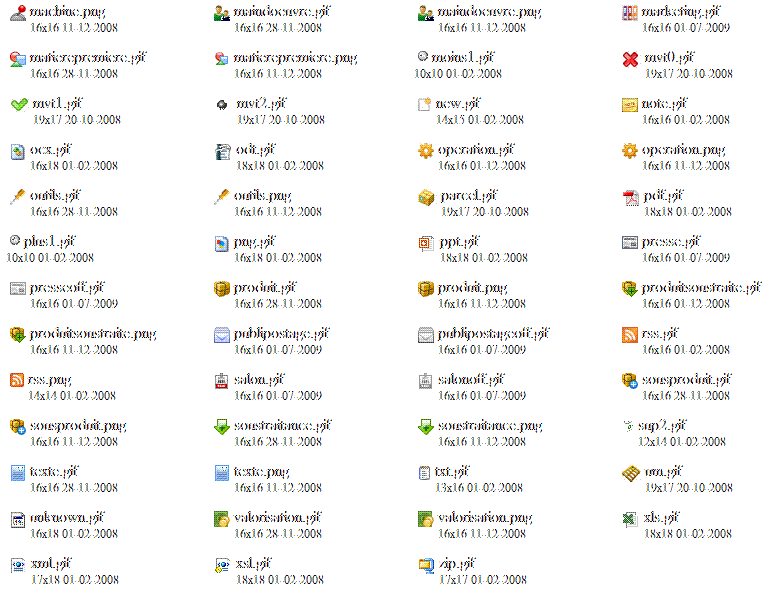 machine.png
16x16 11-12-2008
maindoeuvre.gif
16x16 28-11-2008
maindoeuvre.png
16x16 11-12-2008
marketing.gif
16x16 01-07-2009
matierepremiere.gif
16x16 28-11-2008
matierepremiere.png
16x16 11-12-2008
moins1.gif
10x10 01-02-2008
mvt0.gif
19x17 20-10-2008
mvt1.gif
19x17 20-10-2008
mvt2.gif
19x17 20-10-2008
new.gif
14x15 01-02-2008
note.gif
16x16 01-02-2008
ocx.gif
16x18 01-02-2008
odt.gif
18x18 01-02-2008
operation.gif
16x16 01-12-2008
operation.png
16x16 11-12-2008
outils.gif
16x16 28-11-2008
outils.png
16x16 11-12-2008
parcel.gif
19x17 20-10-2008
pdf.gif
18x18 01-02-2008
plus1.gif
10x10 01-02-2008
png.gif
16x18 01-02-2008
ppt.gif
18x18 01-02-2008
presse.gif
16x16 01-07-2009
presseoff.gif
16x16 01-07-2009
produit.gif
16x16 28-11-2008
produit.png
16x16 11-12-2008
produitsoustraite.gif
16x16 01-12-2008
produitsoustraite.png
16x16 11-12-2008
publipostage.gif
16x16 01-07-2009
publipostageoff.gif
16x16 01-07-2009
rss.gif
16x16 01-02-2008
rss.png
14x14 01-02-2008
salon.gif
16x16 01-07-2009
salonoff.gif
16x16 01-07-2009
sousproduit.gif
16x16 28-11-2008
sousproduit.png
16x16 11-12-2008
soustraitance.gif
16x16 28-11-2008
soustraitance.png
16x16 11-12-2008
sup2.gif
12x14 01-02-2008
texte.gif
16x16 28-11-2008
texte.png
16x16 11-12-2008
txt.gif
13x16 01-02-2008
um.gif
19x17 20-10-2008
unknown.gif
16x18 01-02-2008
valorisation.gif
16x16 28-11-2008
valorisation.png
16x16 11-12-2008
xls.gif
18x18 01-02-2008
xml.gif
17x18 01-02-2008
xsl.gif
18x18 01-02-2008
zip.gif
17x17 01-02-2008